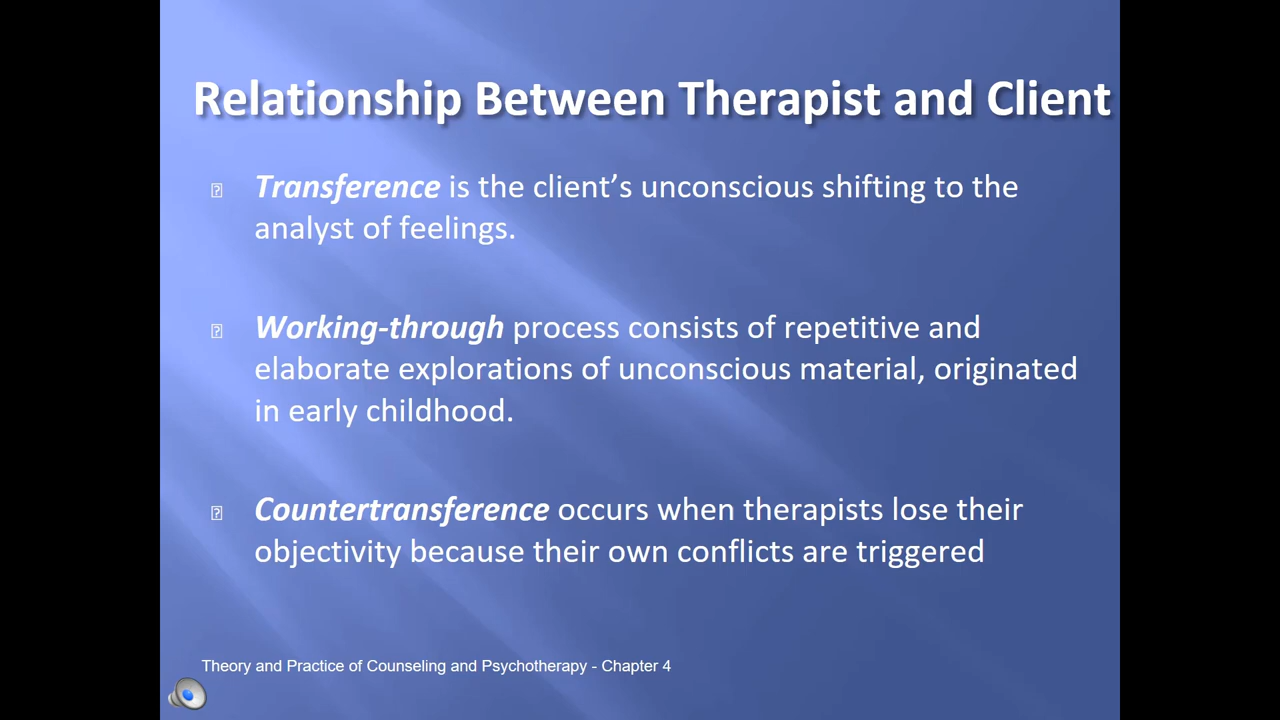 Relationship Between Therapist and Client
Transference is the client’s unconscious shifting to the
analyst of feelings.
Working-through process consists of repetitive and
elaborate explorations of unconscious material, originated
in early childhood.
Countertransference occurs when therapists lose their
objectivity because their own conflicts are triggered
Theory and Practice of Counseling and Psychotherapy - Chapter 4